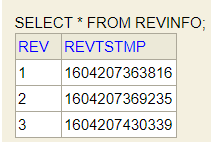 SELECT * FROM REVINFO;
REV REVTSTMP
1 1604207363816
2 1604207369235
3 1604207430339